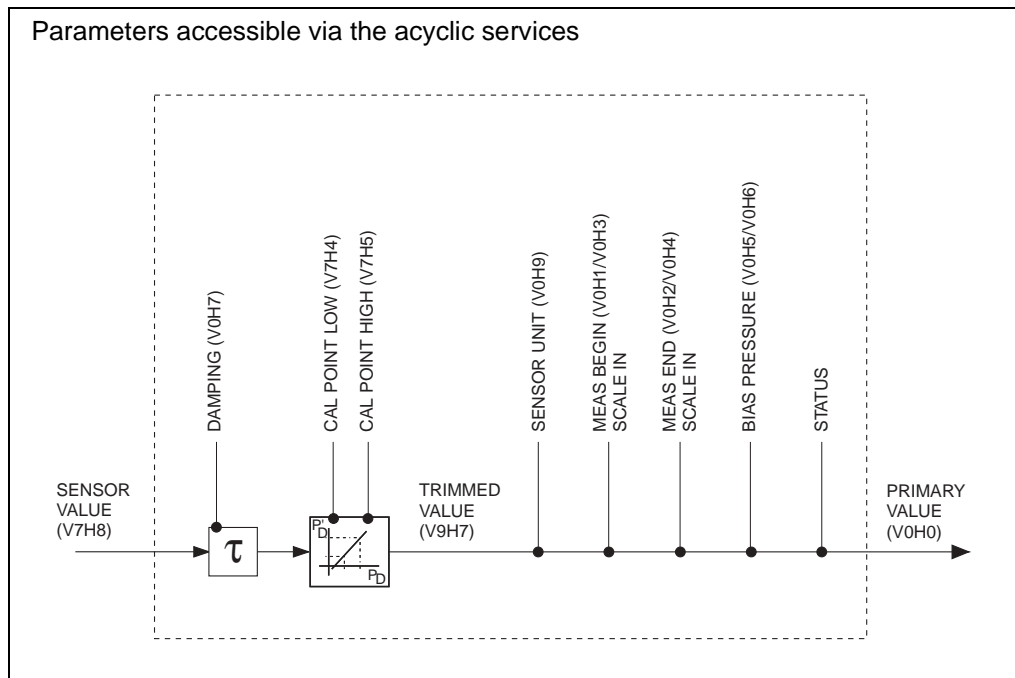 Parameters accessible via the acyclic services
DAMPING (V0H7)
CAL POINT LOW (V7H4)
CAL POINT HIGH (V7H5)
SENSOR UNIT (V0H9)
MEAS BEGIN (V0H1/V0H3)
SCALE IN
MEAS END (V0H2/V0H4)
SCALE IN
BIAS PRESSURE (V0H5/V0H6)
STATUS
SENSOR
VALUE
(V7H8)
τ
P'D
PD
TRIMMED
VALUE
(V9H7)
PRIMARY
VALUE
(V0H0)